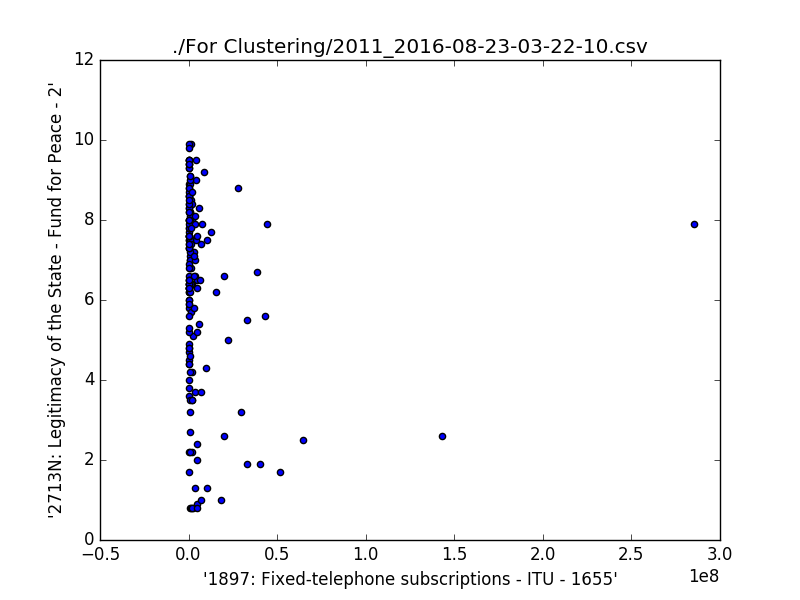 ./For Clustering/2011_2016-08-23-03-22-10.csv
12
10
8
6
4
2
0
'2713N: Legitimacy of the State - Fund for Peace - 2'
−0.5 0.0 0.5 1.0 1.5 2.0 2.5 3.0
1e8
'1897: Fixed-telephone subscriptions - ITU - 1655'